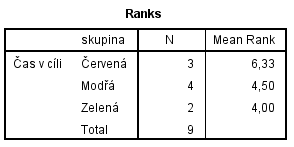 Ranks
skupina N Mean Rank
Čas v cíli Červená 3 6,33
Modřá 4 4,50
Zelená 2 4,00
Total 9